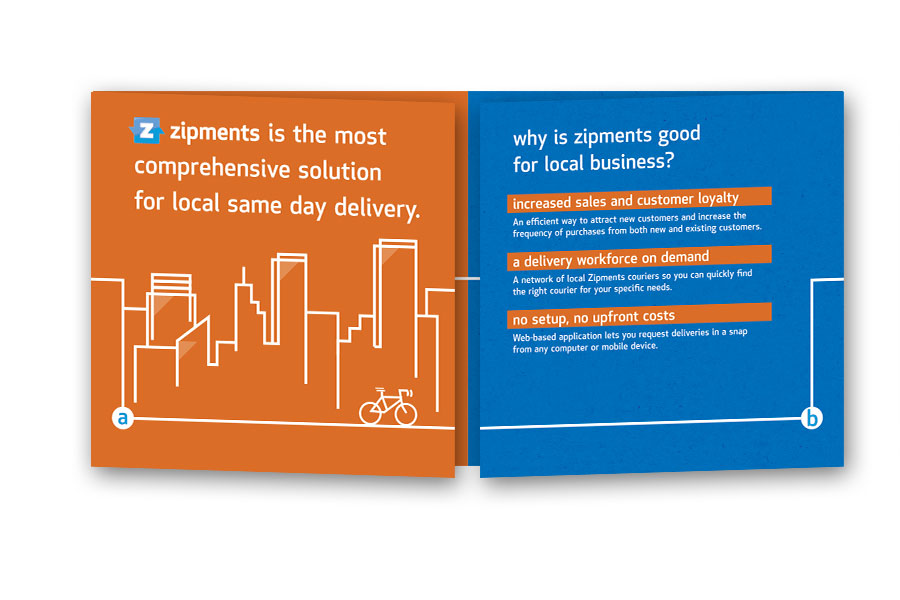 z zipments is the most
comprehensive solution
for local same day delivery.
a
why is zipments good
for local business?
increased sales and customer loyalty
An efficient way to attract new customers and increase the
frequency of purchases from both new and existing customers.
a delivery workforce on demand
A network of local Zipments couriers so you can quickly find
the right courier for your specific needs.
no setup, no upfront costs
Web-based application lets you request deliveries in a snap
from any computer or mobile device.
b